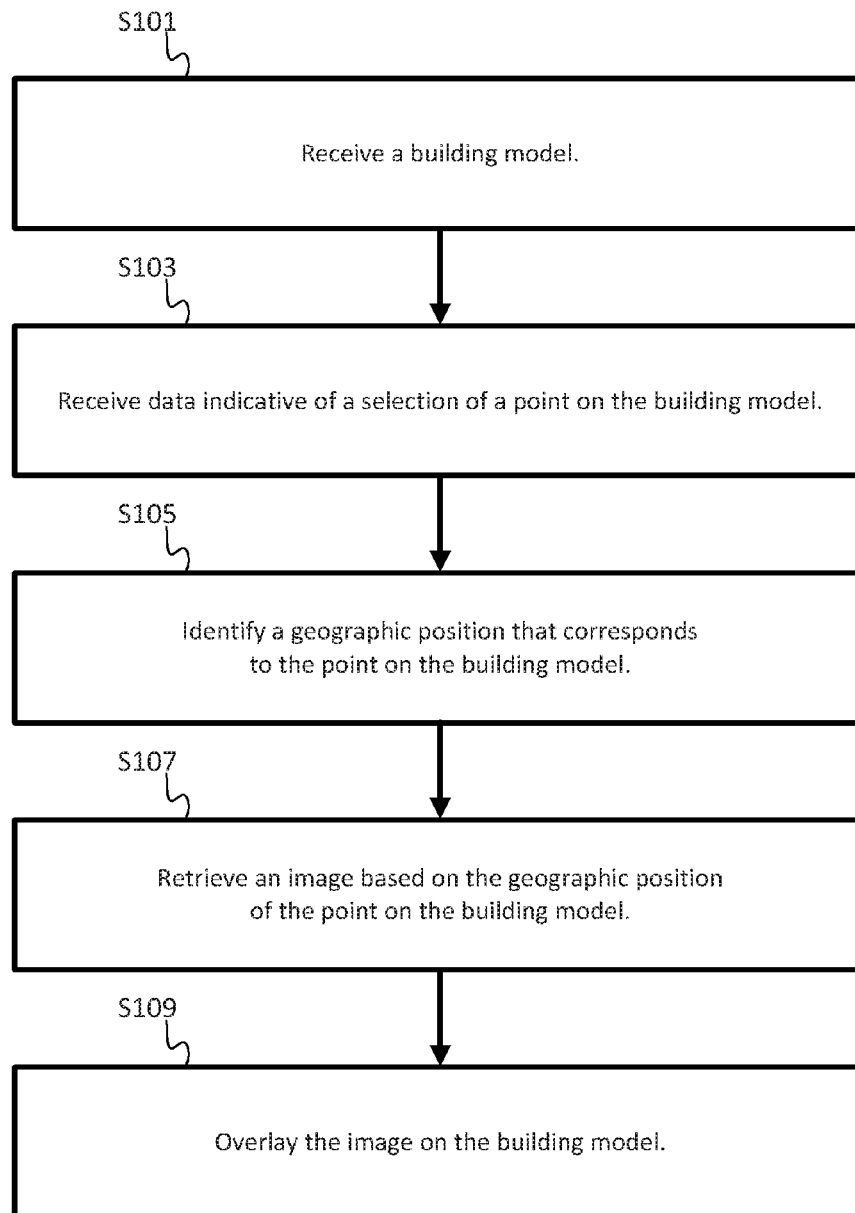 S101
Receive a building model.
S103
Receive data indicative of a selection of a point on the building model.
S105
Identify a geographic position that corresponds
to the point on the building model.
S107
Retrieve an image based on the geographic position
of the point on the building model.
S109
Overlay the image on the building model.